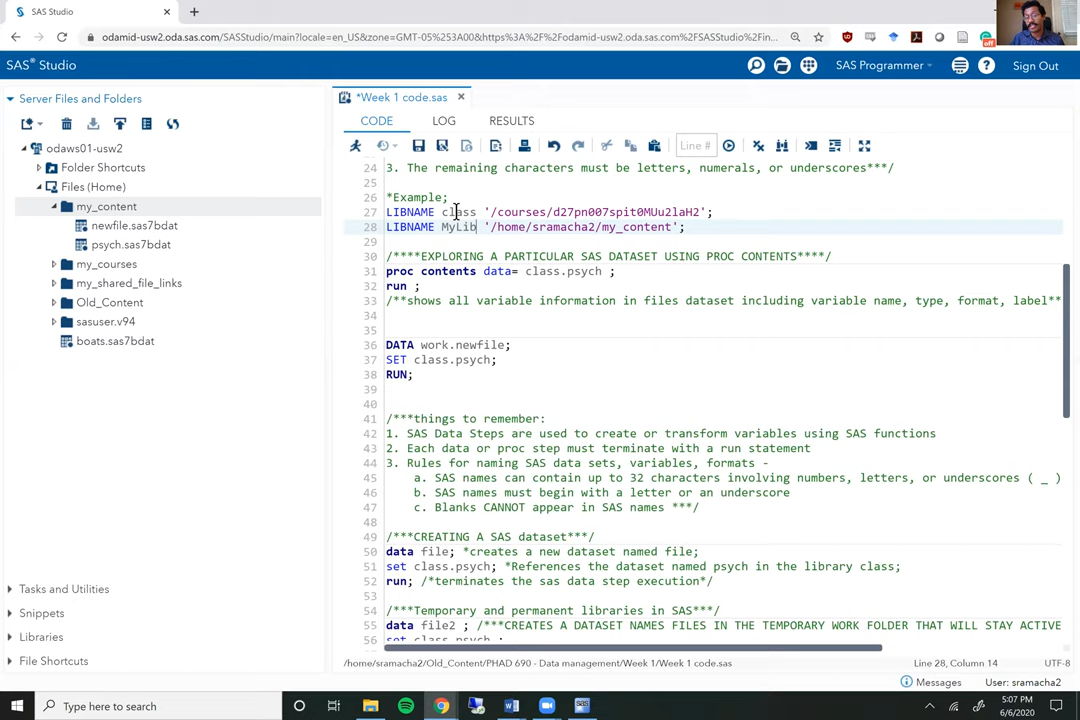 SAS Studio
odamid-usw2.oda.sas.com/SASStudio/main?locale=en_US&zone=GMT-05%253A00&https%3A%2F%2Fodamid-usw2.oda.sas.com%2FSASStudio%2Fin...
SAS® Studio
SAS Programmer
Sign Out
Server Files and Folders
*Week 1 code.sas
CODE
LOG
RESULTS
Line #
odaws01-usw2
Folder Shortcuts
Files (Home)
my_content
newfile.sas7bdat
psych.sas7bdat
my_courses
my_shared_file_links
Old_Content
sasuser.v94
boats.sas7bdat
Tasks and Utilities
Snippets
Libraries
File Shortcuts
24 3. The remaining characters must be letters, numerals, or underscores***/
25
26 *Example;
27 LIBNAME class '/courses/d27pn007spit0MUu2laH2';
28 LIBNAME MyLib '/home/sramacha2/my_content';
29
30 /****EXPLORING A PARTICULAR SAS DATASET USING PROC CONTENTS****/
31 proc contents data= class.psych ;
32 run ;
33 /**shows all variable information in files dataset including variable name, type, format, label**
34
35
36 DATA work.newfile;
37 SET class.psych;
38 RUN;
39
40
41 /***things to remember:
42 1. SAS Data Steps are used to create or transform variables using SAS functions
43 2. Each data or proc step must terminate with a run statement
44 3. Rules for naming SAS data sets, variables, formats -
45 a. SAS names can contain up to 32 characters involving numbers, letters, or underscores ( _ )
46 b. SAS names must begin with a letter or an underscore
47 c. Blanks CANNOT appear in SAS names ***/
48
49 /***CREATING A SAS dataset***/
50 data file; *creates a new dataset named file;
51 set class.psych; *References the dataset named psych in the library class;
52 run; /*terminates the sas data step execution*/
53
54 /***Temporary and permanent libraries in SAS***/
55 data file2 ; /***CREATES A DATASET NAMES FILES IN THE TEMPORARY WORK FOLDER THAT WILL STAY ACTIVE
56 set class.psych ;
/home/sramacha2/Old_Content/PHAD 690 - Data management/Week 1/Week 1 code.sas
Line 28, Column 14
UTF-8
Messages
User: sramacha2
Type here to search
5:07 PM
6/6/2020